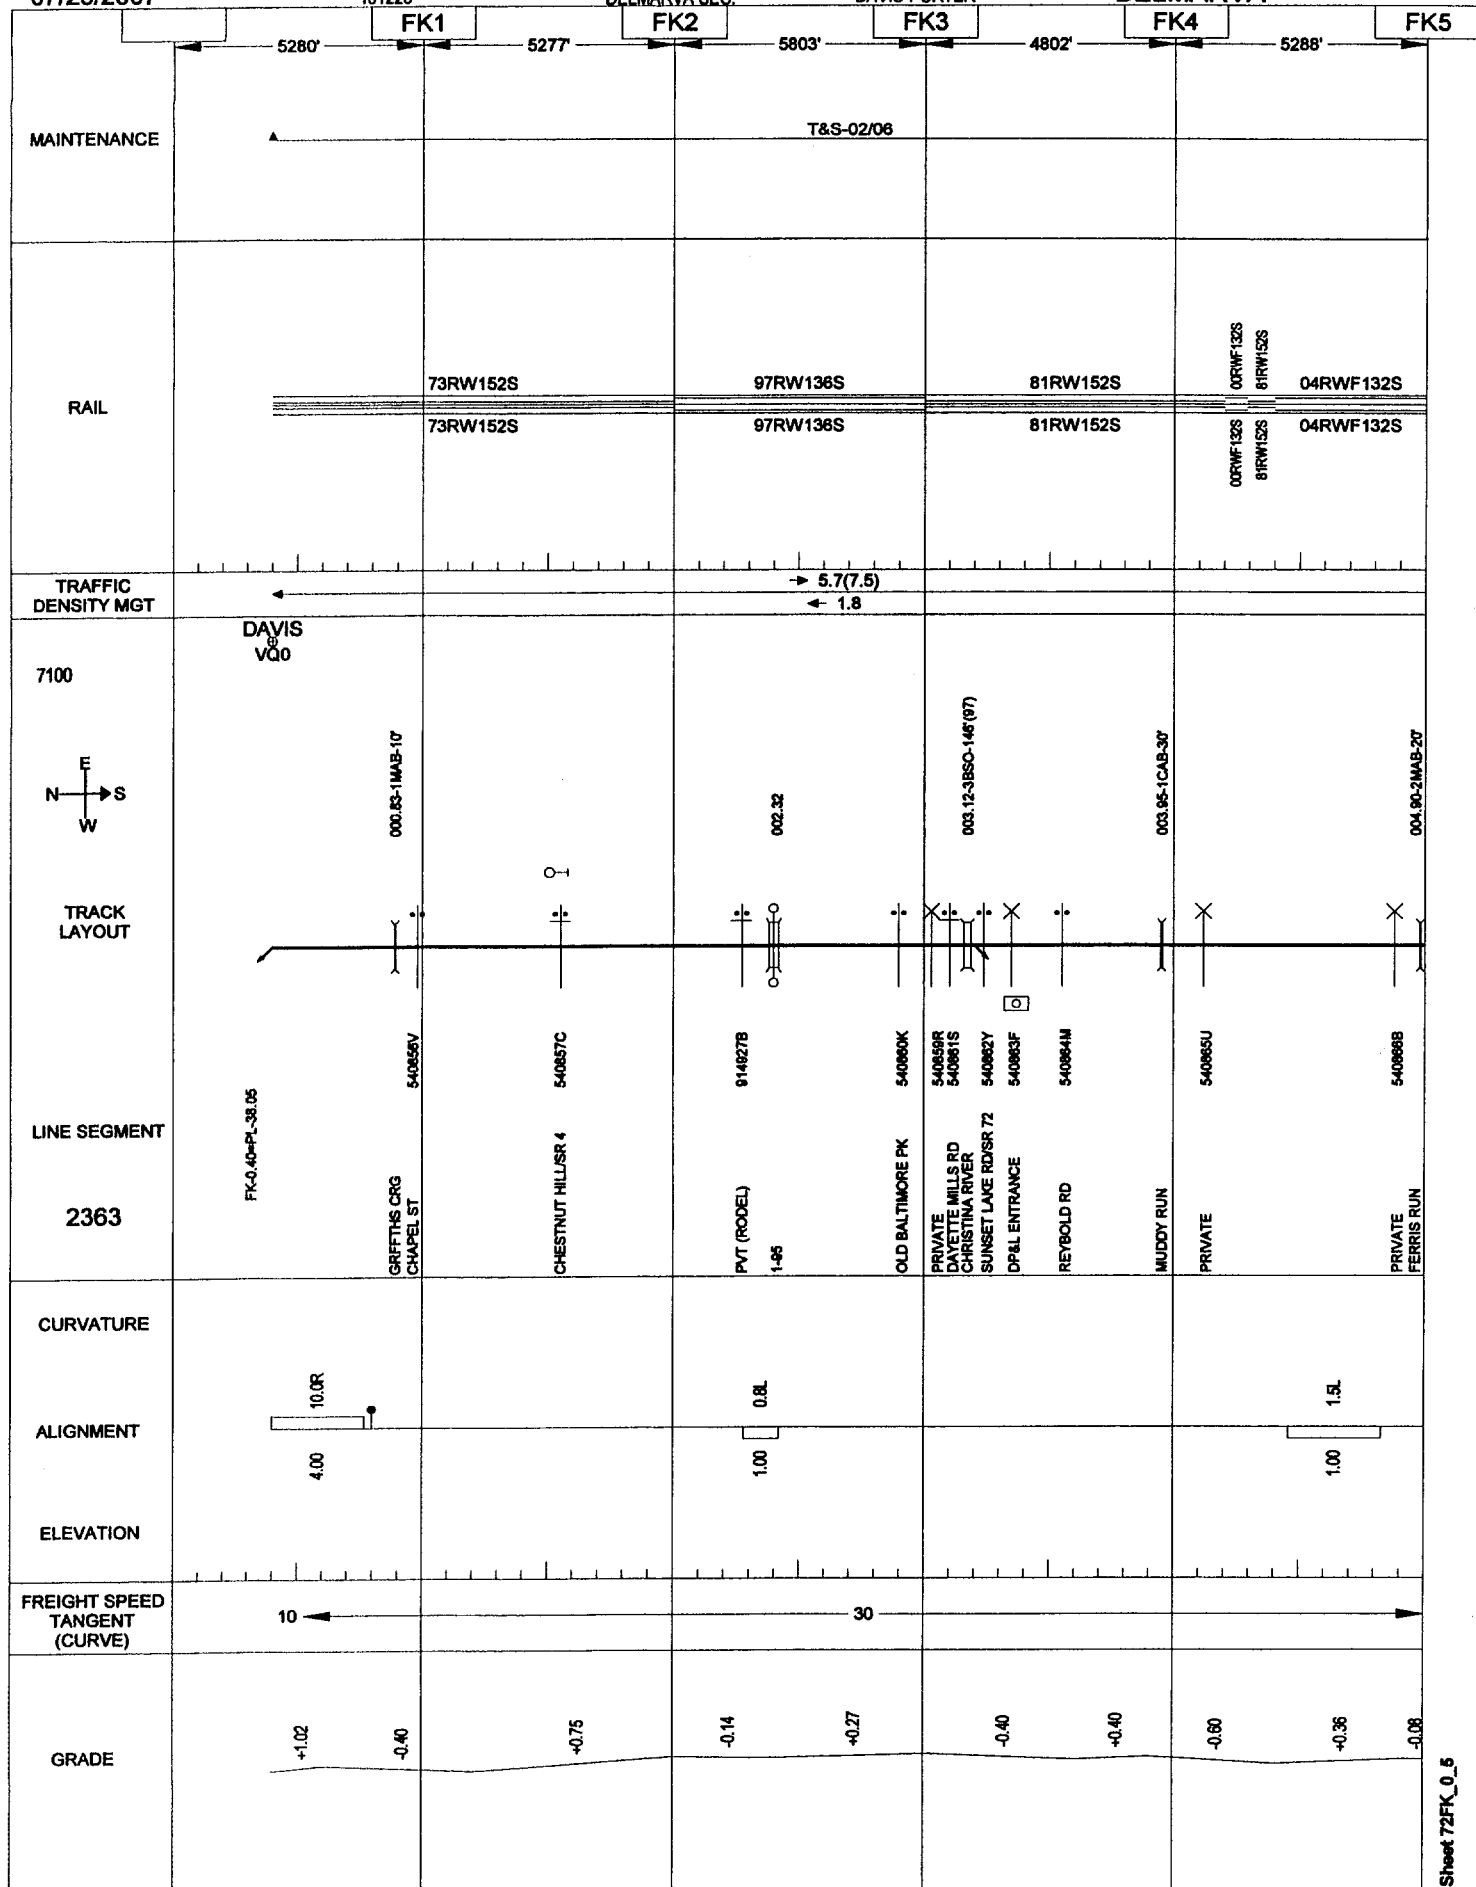 FK1 FK2 FK3 FK4 FK5
5280' 5277' 5803' 4802' 5288'
MAINTENANCE
T&S-02/06
RAIL
73RW152S 97RW136S 81RW152S 00RWF132S 81RW152S 04RWF132S
73RW152S 97RW136S 81RW152S 00RWF132S 81RW152S 04RWF132S
TRAFFIC
DENSITY MGT
5.7(7.5)
1.8
DAVIS
VQ0
7100
E
N S
W
000.83-1MAB-10'
002.32
003.12-3BSO-146'(97)
003.95-1CAB-30'
004.90-2MAB-20'
TRACK
LAYOUT
LINE SEGMENT
2363
FK-0.40=PL-38.05
GRFFTHS CRG
CHAPEL ST 540856V
CHESTNUT HILL/SR 4 540857C
PVT (RODEL) 914927B
1-95
OLD BALTIMORE PK 540860K
PRIVATE 540859R
DAYETTE MILLS RD 540861S
CHRISTINA RIVER
SUNSET LAKE RD/SR 72 540862Y
DP&L ENTRANCE 540863F
REYBOLD RD 540864M
MUDDY RUN
PRIVATE 540865U
PRIVATE 540866B
FERRIS RUN
CURVATURE
10.0R 0.8L 1.5L
ALIGNMENT
4.00 1.00 1.00
ELEVATION
FREIGHT SPEED
TANGENT
(CURVE)
10 30
GRADE
+1.02 -0.40 +0.75 -0.14 +0.27 -0.40 +0.40 -0.60 +0.36 -0.08
Sheet 72FK_0_5